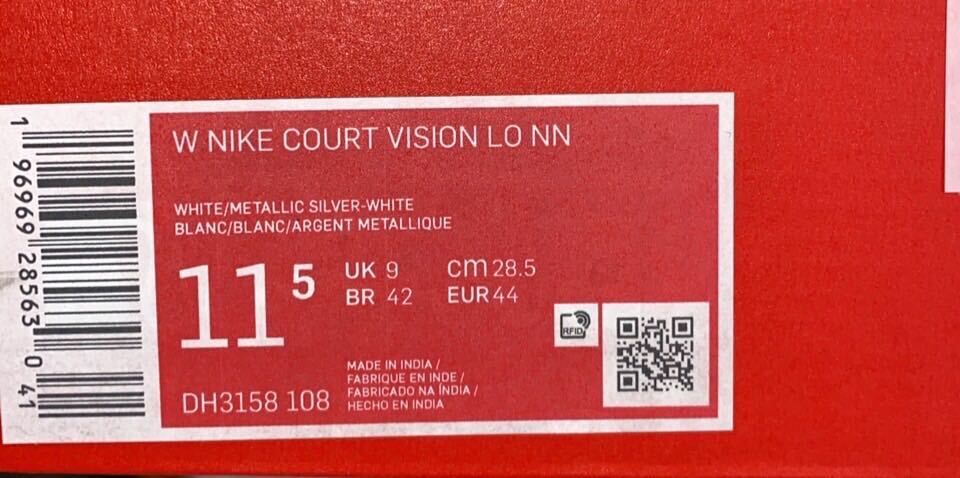 W NIKE COURT VISION LO NN
WHITE/METALLIC SILVER-WHITE
BLANC/BLANC/ARGENT METALLIQUE
11 5
UK 9 cm 28.5
BR 42 EUR 44
RFID
MADE IN INDIA /
FABRIQUE EN INDE /
FABRICADO NA ÍNDIA /
HECHO EN INDIA
DH3158 108
1 96969 28563 0 41